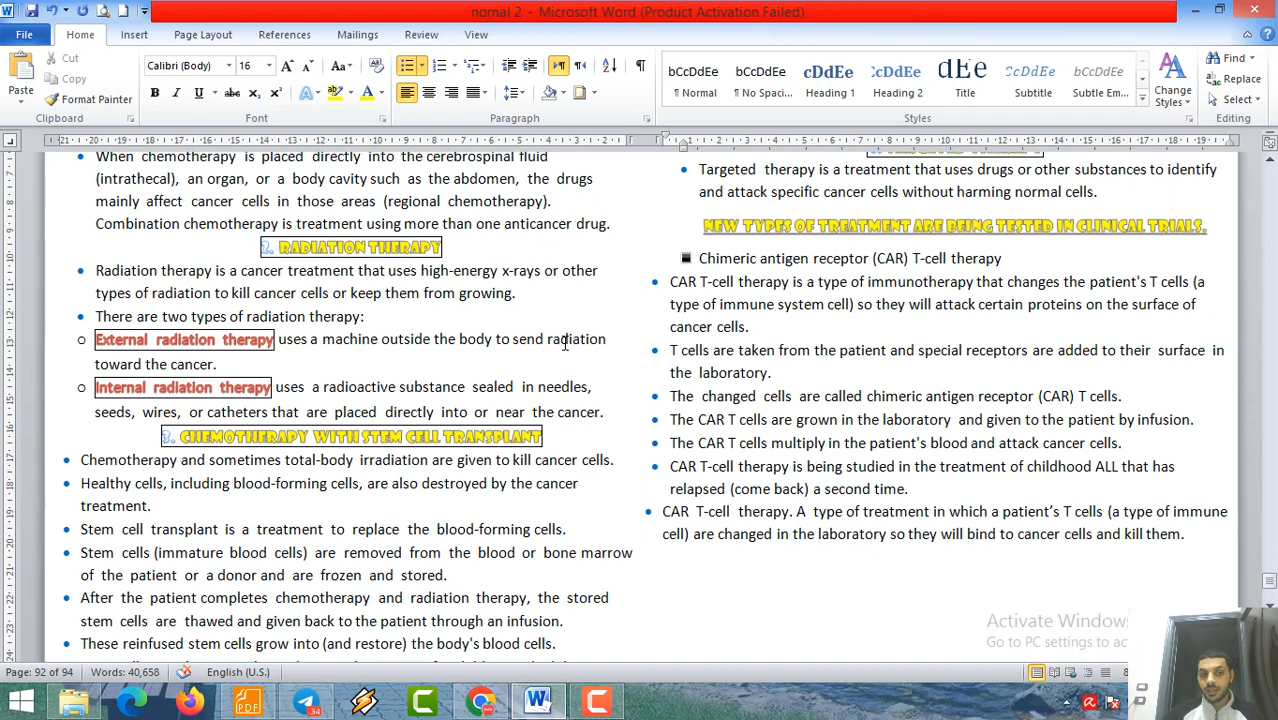 nornal 2 - Microsoft Word (Product Activation Failed)
File Home Insert Page Layout References Mailings Review View
Paste
Cut
Copy
Format Painter
Clipboard
Calibri (Body) 16
Font
Paragraph
bCcDdEe bCcDdEe cDdEe CcDdEe dEe CcDdEe bCcDdEe
¶ Normal ¶ No Spaci... Heading 1 Heading 2 Title Subtitle Subtle Em...
Change
Styles
Styles
Find
Replace
Select
Editing
When chemotherapy is placed directly into the cerebrospinal fluid
(intrathecal), an organ, or a body cavity such as the abdomen, the drugs
mainly affect cancer cells in those areas (regional chemotherapy).
Combination chemotherapy is treatment using more than one anticancer drug.
2. RADIATION THERAPY
• Radiation therapy is a cancer treatment that uses high-energy x-rays or other
types of radiation to kill cancer cells or keep them from growing.
• There are two types of radiation therapy:
o External radiation therapy uses a machine outside the body to send radiation
toward the cancer.
o Internal radiation therapy uses a radioactive substance sealed in needles,
seeds, wires, or catheters that are placed directly into or near the cancer.
3. CHEMOTHERAPY WITH STEM CELL TRANSPLANT
• Chemotherapy and sometimes total-body irradiation are given to kill cancer cells.
• Healthy cells, including blood-forming cells, are also destroyed by the cancer
treatment.
• Stem cell transplant is a treatment to replace the blood-forming cells.
• Stem cells (immature blood cells) are removed from the blood or bone marrow
of the patient or a donor and are frozen and stored.
• After the patient completes chemotherapy and radiation therapy, the stored
stem cells are thawed and given back to the patient through an infusion.
• These reinfused stem cells grow into (and restore) the body's blood cells.
• Targeted therapy is a treatment that uses drugs or other substances to identify
and attack specific cancer cells without harming normal cells.
NEW TYPES OF TREATMENT ARE BEING TESTED IN CLINICAL TRIALS.
Chimeric antigen receptor (CAR) T-cell therapy
• CAR T-cell therapy is a type of immunotherapy that changes the patient's T cells (a
type of immune system cell) so they will attack certain proteins on the surface of
cancer cells.
• T cells are taken from the patient and special receptors are added to their surface in
the laboratory.
• The changed cells are called chimeric antigen receptor (CAR) T cells.
• The CAR T cells are grown in the laboratory and given to the patient by infusion.
• The CAR T cells multiply in the patient's blood and attack cancer cells.
• CAR T-cell therapy is being studied in the treatment of childhood ALL that has
relapsed (come back) a second time.
• CAR T-cell therapy. A type of treatment in which a patient’s T cells (a type of immune
cell) are changed in the laboratory so they will bind to cancer cells and kill them.
Activate Windows
Go to PC settings to ac
Page: 92 of 94 Words: 40,658 English (U.S.)
PDF
34